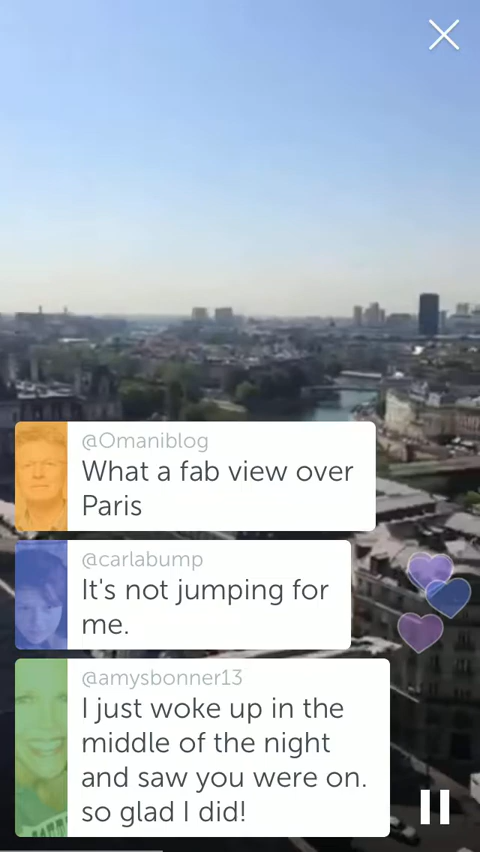 @Omaniblog
What a fab view over
Paris
@carlabump
It's not jumping for
me.
@amysbonner13
I just woke up in the
middle of the night
and saw you were on.
so glad I did!